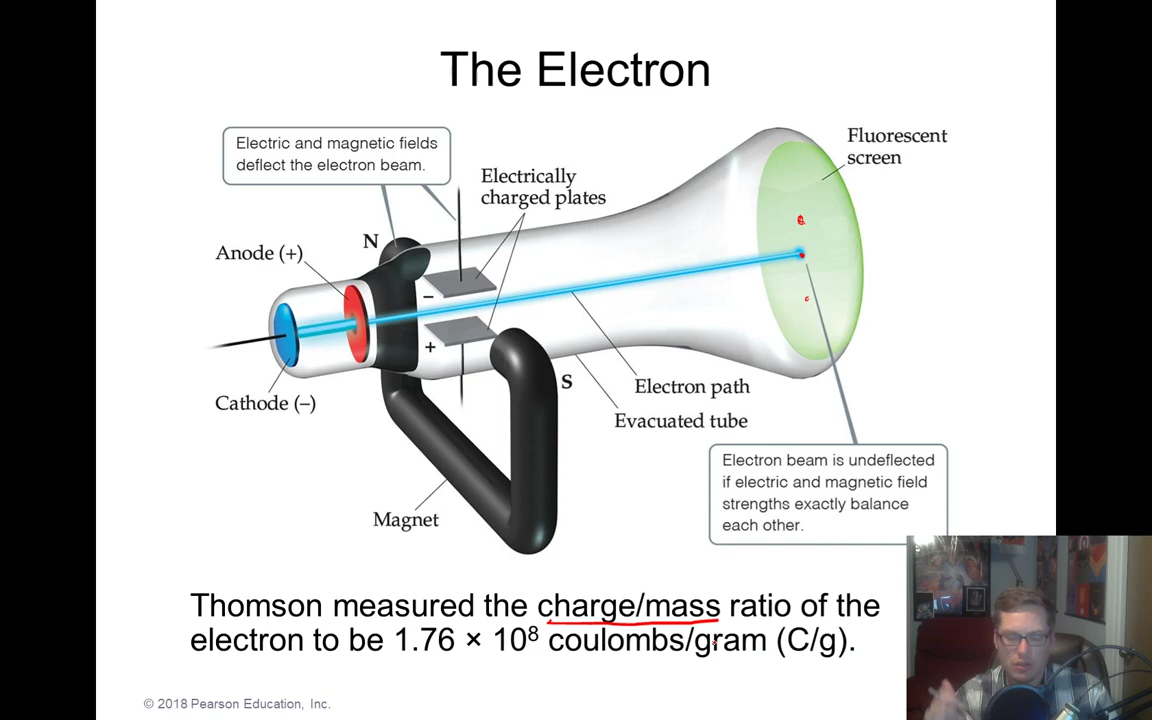 The Electron
Electric and magnetic fields
deflect the electron beam.
Fluorescent
screen
Electrically
charged plates
N
Anode (+)
−
+
S
Cathode (−)
Electron path
Evacuated tube
Electron beam is undeflected
if electric and magnetic field
strengths exactly balance
each other.
Magnet
Thomson measured the charge/mass ratio of the
electron to be 1.76 × 10⁸ coulombs/gram (C/g).
© 2018 Pearson Education, Inc.